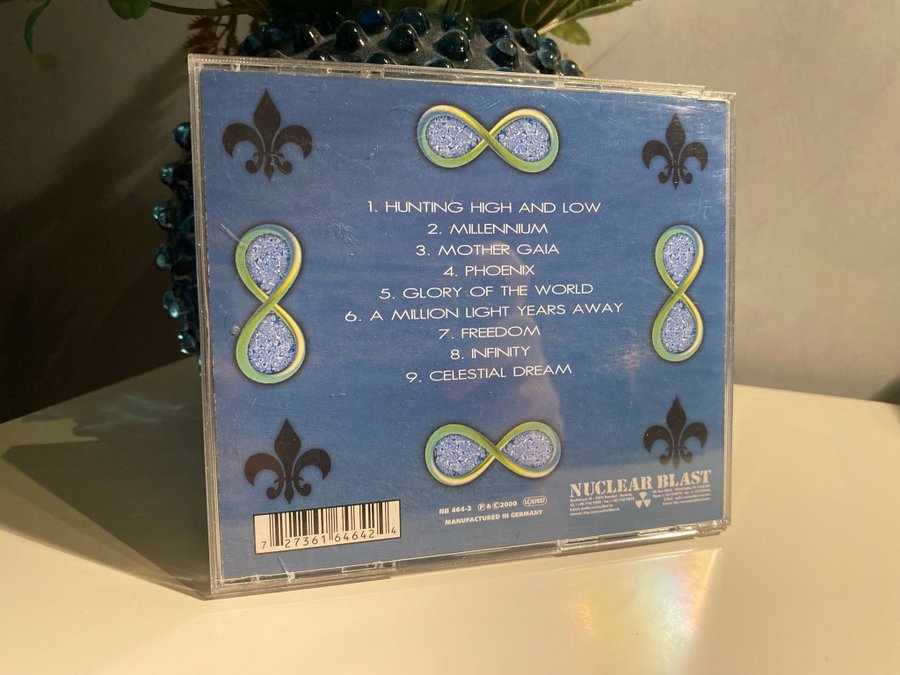 1. HUNTING HIGH AND LOW
2. MILLENNIUM
3. MOTHER GAIA
4. PHOENIX
5. GLORY OF THE WORLD
6. A MILLION LIGHT YEARS AWAY
7. FREEDOM
8. INFINITY
9. CELESTIAL DREAM
7 27361 64642 4
NB 464-2 Ⓟ & © 2000 LC 07027
MANUFACTURED IN GERMANY
NUCLEAR BLAST